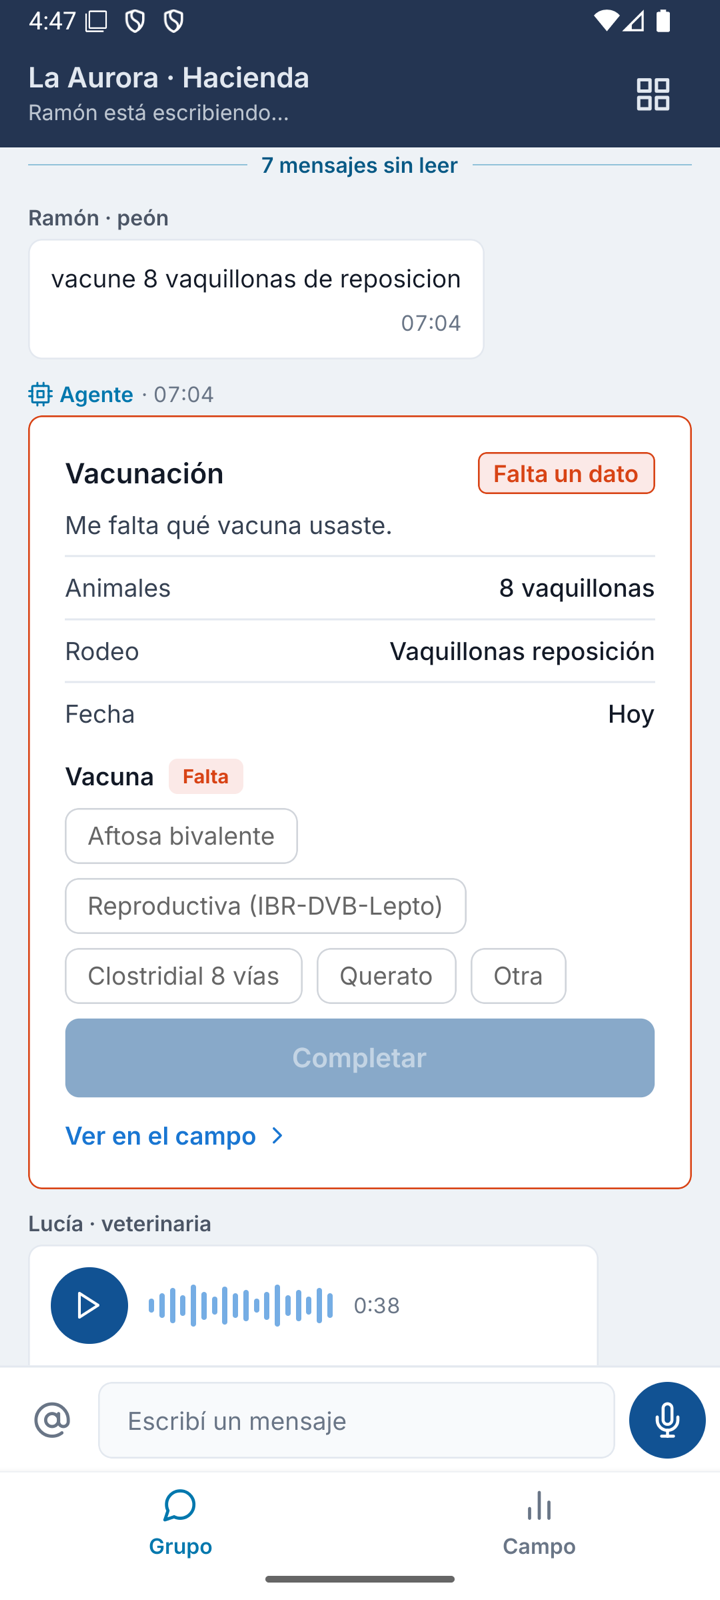 4:47
La Aurora · Hacienda
Ramón está escribiendo...
7 mensajes sin leer
Ramón · peón
vacune 8 vaquillonas de reposicion
07:04
Agente · 07:04
Vacunación
Falta un dato
Me falta qué vacuna usaste.
Animales
8 vaquillonas
Rodeo
Vaquillonas reposición
Fecha
Hoy
Vacuna
Falta
Aftosa bivalente
Reproductiva (IBR-DVB-Lepto)
Clostridial 8 vías
Querato
Otra
Completar
Ver en el campo
Lucía · veterinaria
0:38
@
Escribí un mensaje
Grupo
Campo